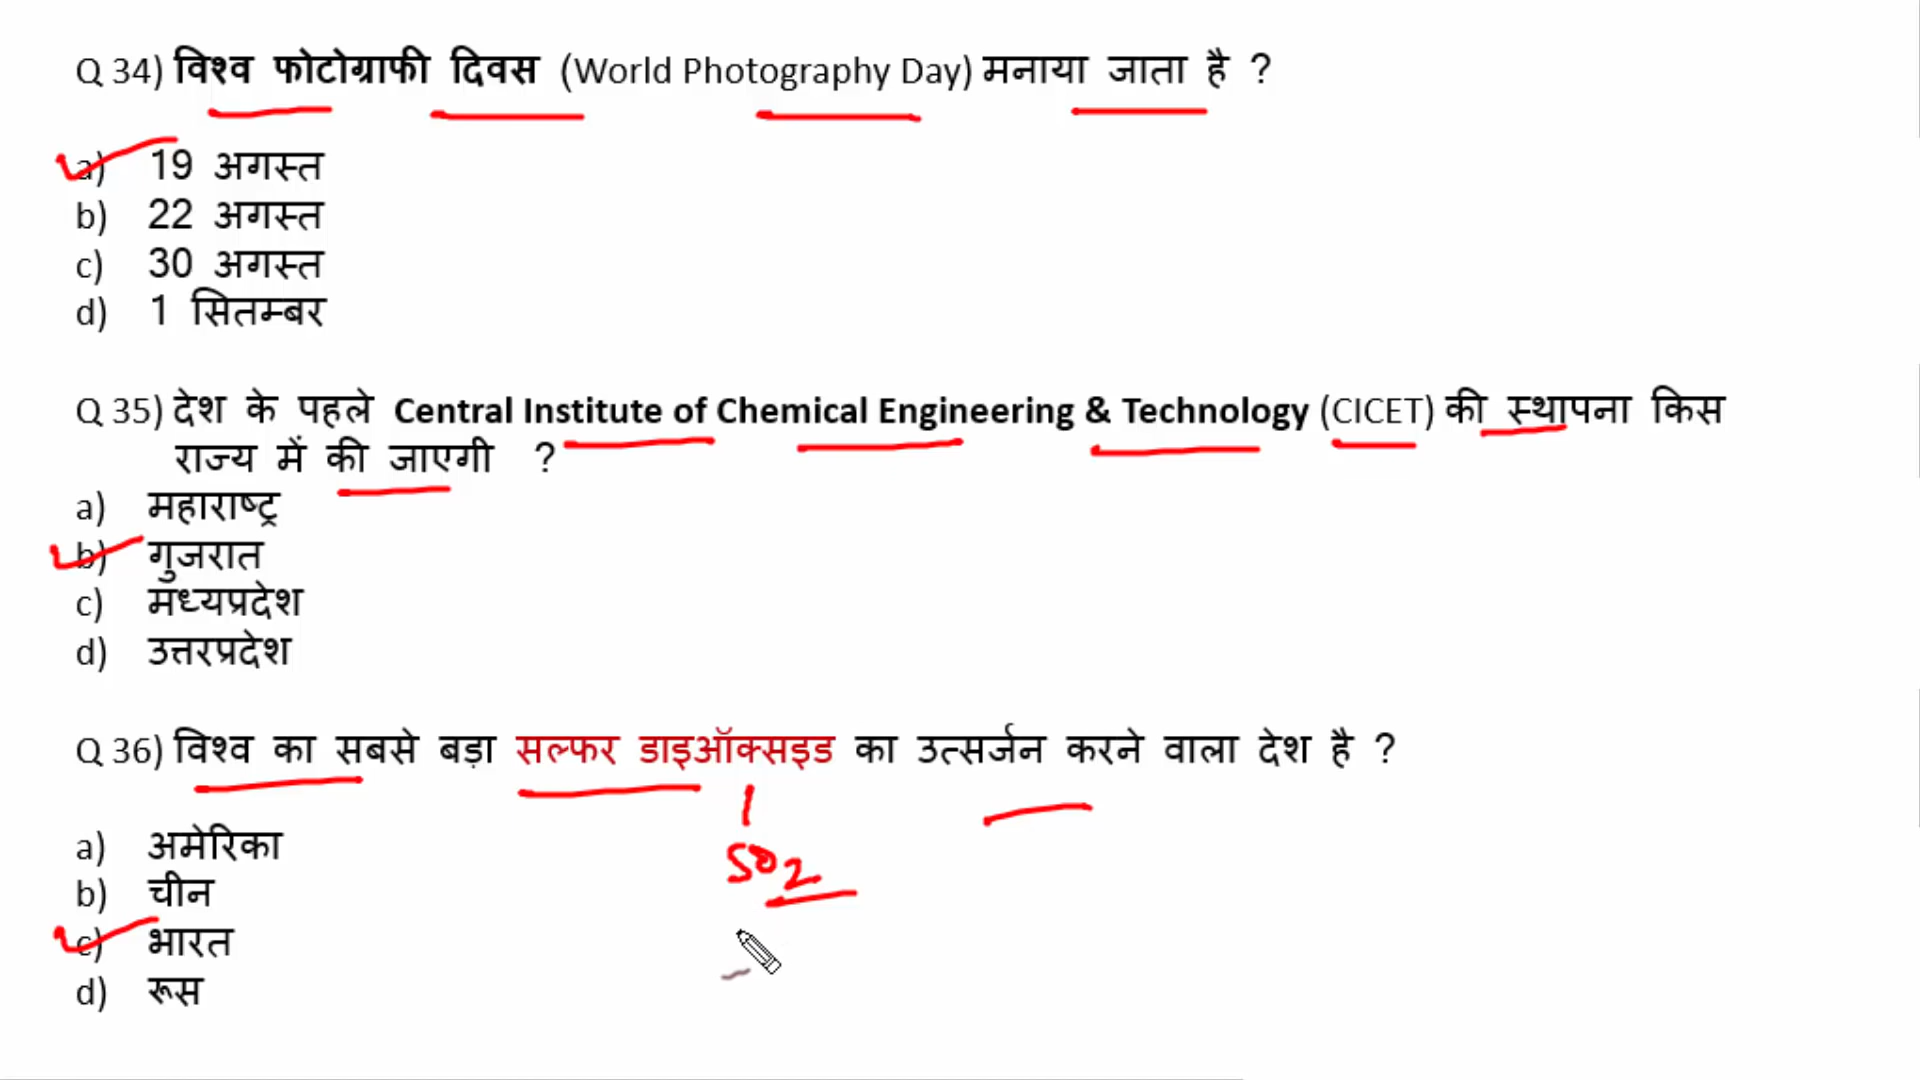 Q 34) विश्व फोटोग्राफी दिवस (World Photography Day) मनाया जाता है ?
a) 19 अगस्त
b) 22 अगस्त
c) 30 अगस्त
d) 1 सितम्बर
Q 35) देश के पहले Central Institute of Chemical Engineering & Technology (CICET) की स्थापना किस
राज्य में की जाएगी ?
a) महाराष्ट्र
b) गुजरात
c) मध्यप्रदेश
d) उत्तरप्रदेश
Q 36) विश्व का सबसे बड़ा सल्फर डाइऑक्सइड का उत्सर्जन करने वाला देश है ?
a) अमेरिका
SO2
b) चीन
c) भारत
d) रूस